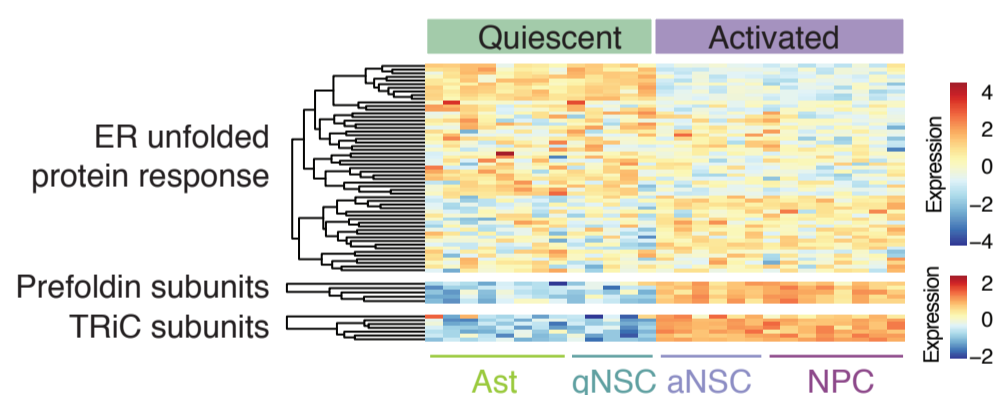 Quiescent
Activated
ER unfolded
protein response
Prefoldin subunits
TRiC subunits
Ast
qNSC
aNSC
NPC
Expression
4
2
0
−2
−4
Expression
2
0
−2